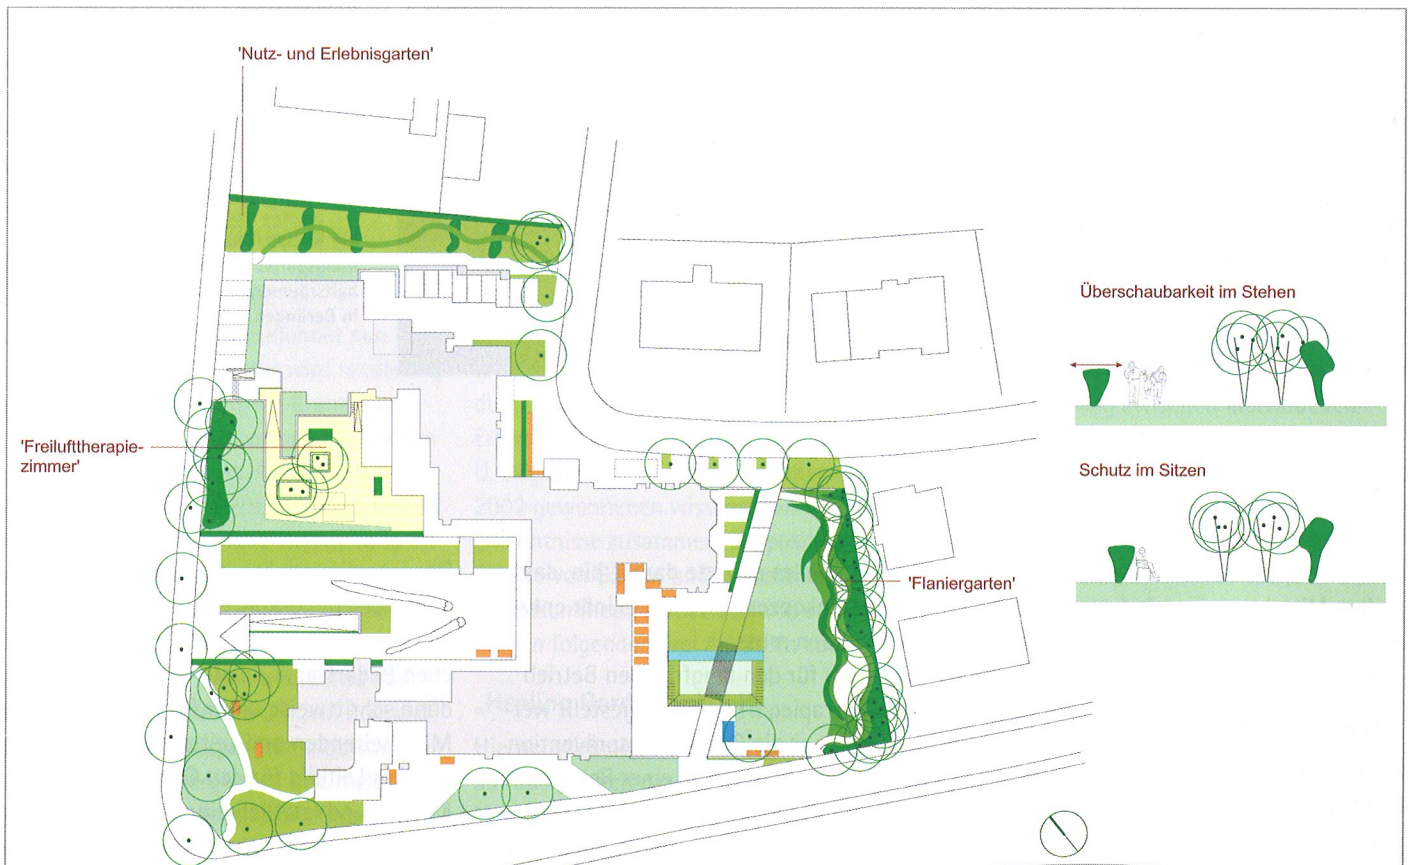 'Nutz- und Erlebnisgarten'
Überschaubarkeit im Stehen
'Freilufttherapie-
zimmer'
Schutz im Sitzen
'Flaniergarten'